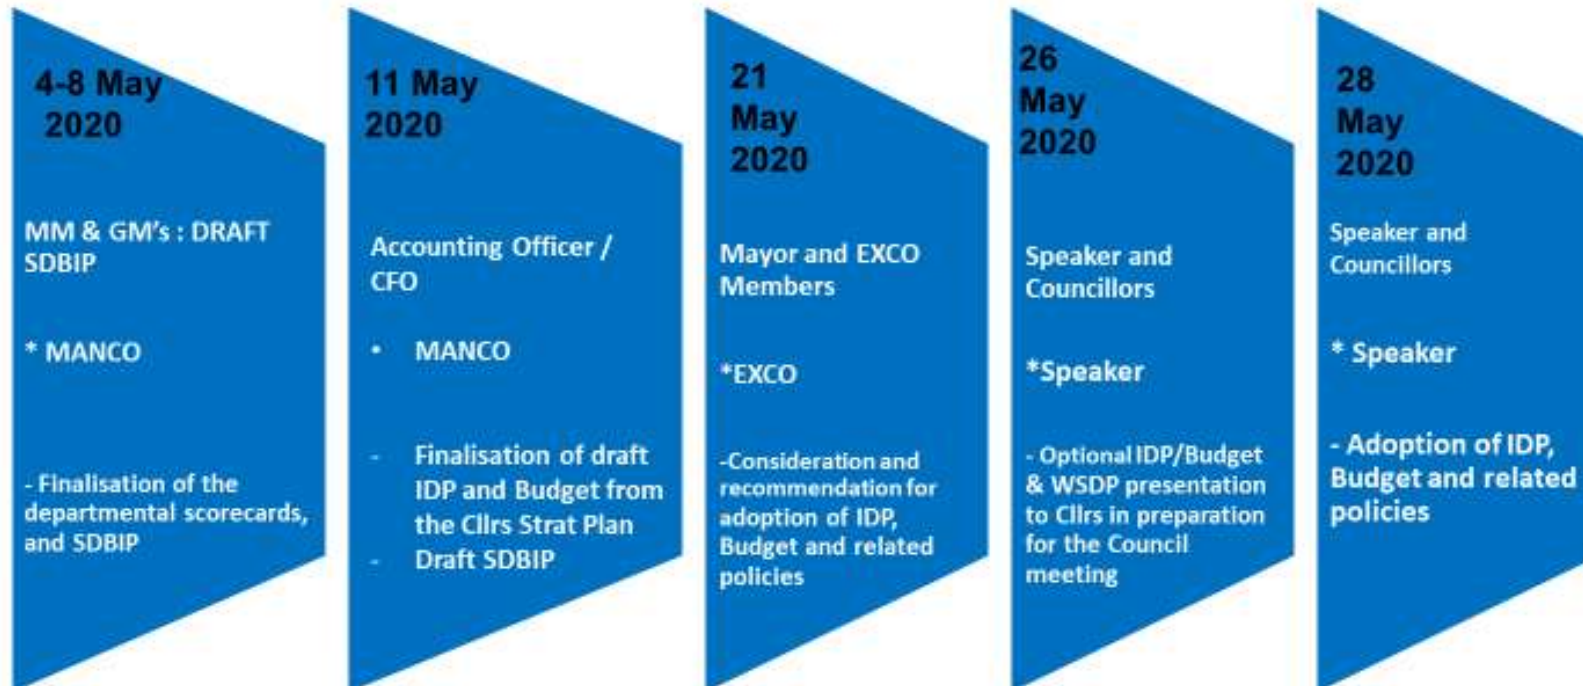 4-8 May
2020
MM & GM's : DRAFT
SDBIP
* MANCO
- Finalisation of the
departmental scorecards,
and SDBIP
11 May
2020
Accounting Officer /
CFO
• MANCO
- Finalisation of draft
IDP and Budget from
the Cllrs Strat Plan
- Draft SDBIP
21
May
2020
Mayor and EXCO
Members
*EXCO
-Consideration and
recommendation for
adoption of IDP,
Budget and related
policies
26
May
2020
Speaker and
Councillors
*Speaker
- Optional IDP/Budget
& WSDP presentation
to Cllrs in preparation
for the Council
meeting
28
May
2020
Speaker and
Councillors
* Speaker
- Adoption of IDP,
Budget and related
policies